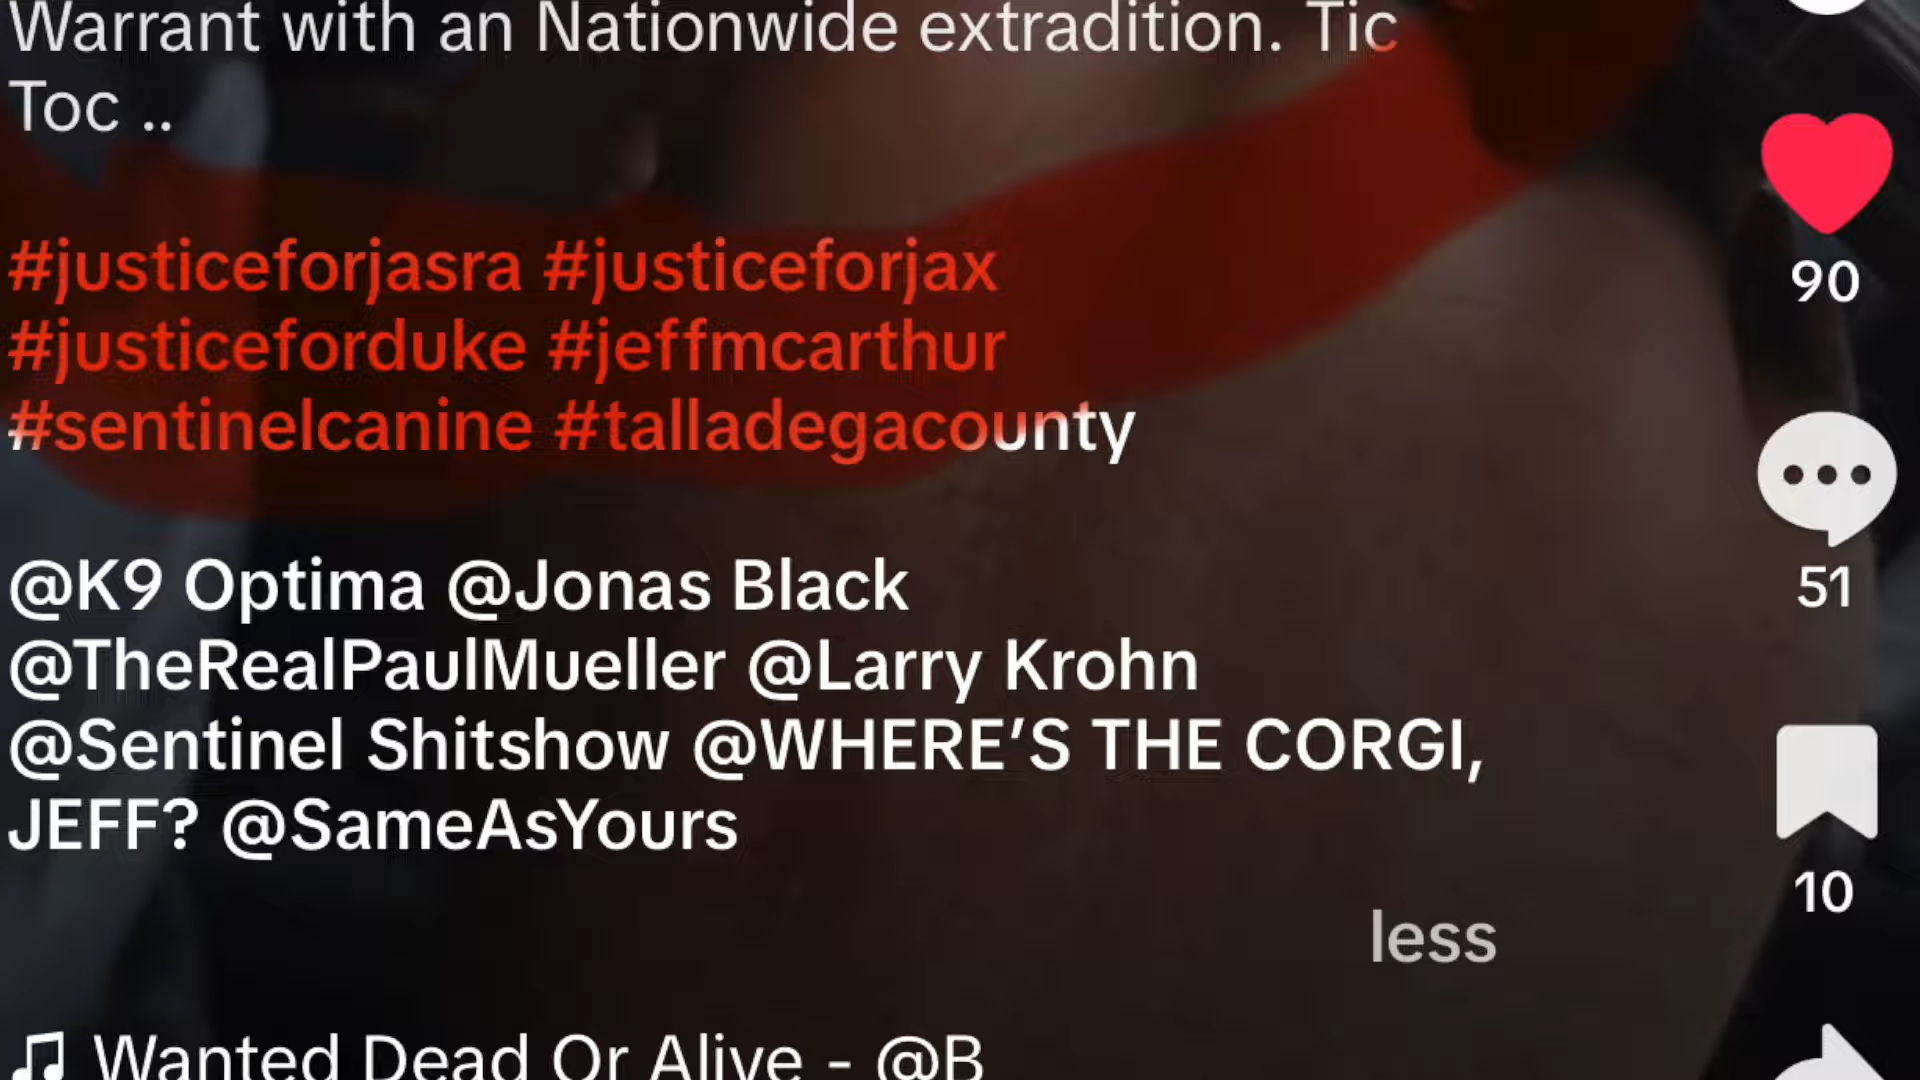 Warrant with an Nationwide extradition. Tic
Toc ..
#justiceforjasra #justiceforjax
#justiceforduke #jeffmcarthur
#sentinelcanine #talladegacounty
@K9 Optima @Jonas Black
@TheRealPaulMueller @Larry Krohn
@Sentinel Shitshow @WHERE’S THE CORGI,
JEFF? @SameAsYours
less
Wanted Dead Or Alive - @B
90
51
10